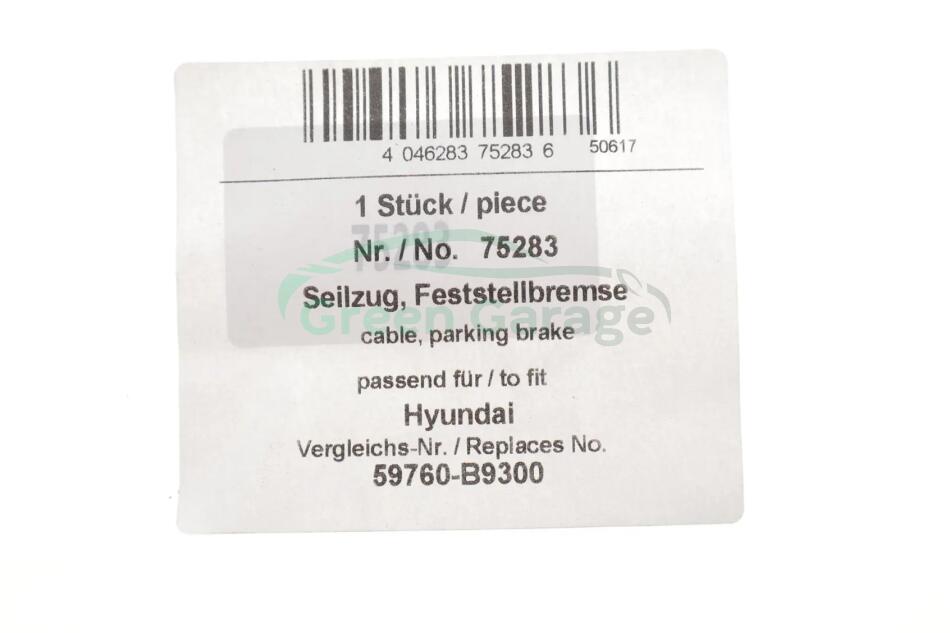 4 046283 75283 6 50617
1 Stück / piece
75283
Nr. / No. 75283
Seilzug, Feststellbremse
Green Garage
cable, parking brake
passend für / to fit
Hyundai
Vergleichs-Nr. / Replaces No.
59760-B9300